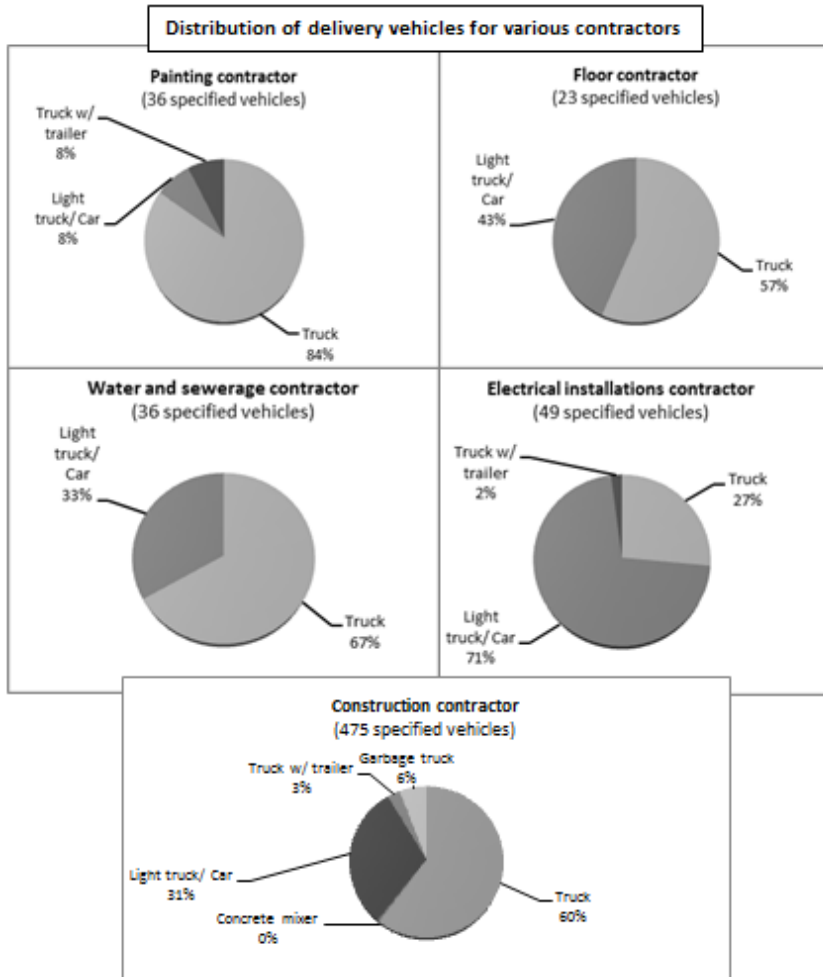 Distribution of delivery vehicles for various contractors
Painting contractor
(36 specified vehicles)
Truck w/
trailer
8%
Light
truck/ Car
8%
Truck
84%
Floor contractor
(23 specified vehicles)
Light
truck/
Car
43%
Truck
57%
Water and sewerage contractor
(36 specified vehicles)
Light
truck/
Car
33%
Truck
67%
Electrical installations contractor
(49 specified vehicles)
Truck w/
trailer
2%
Truck
27%
Light
truck/ Car
71%
Construction contractor
(475 specified vehicles)
Garbage truck
6%
Truck w/ trailer
3%
Light truck/ Car
31%
Concrete mixer
0%
Truck
60%